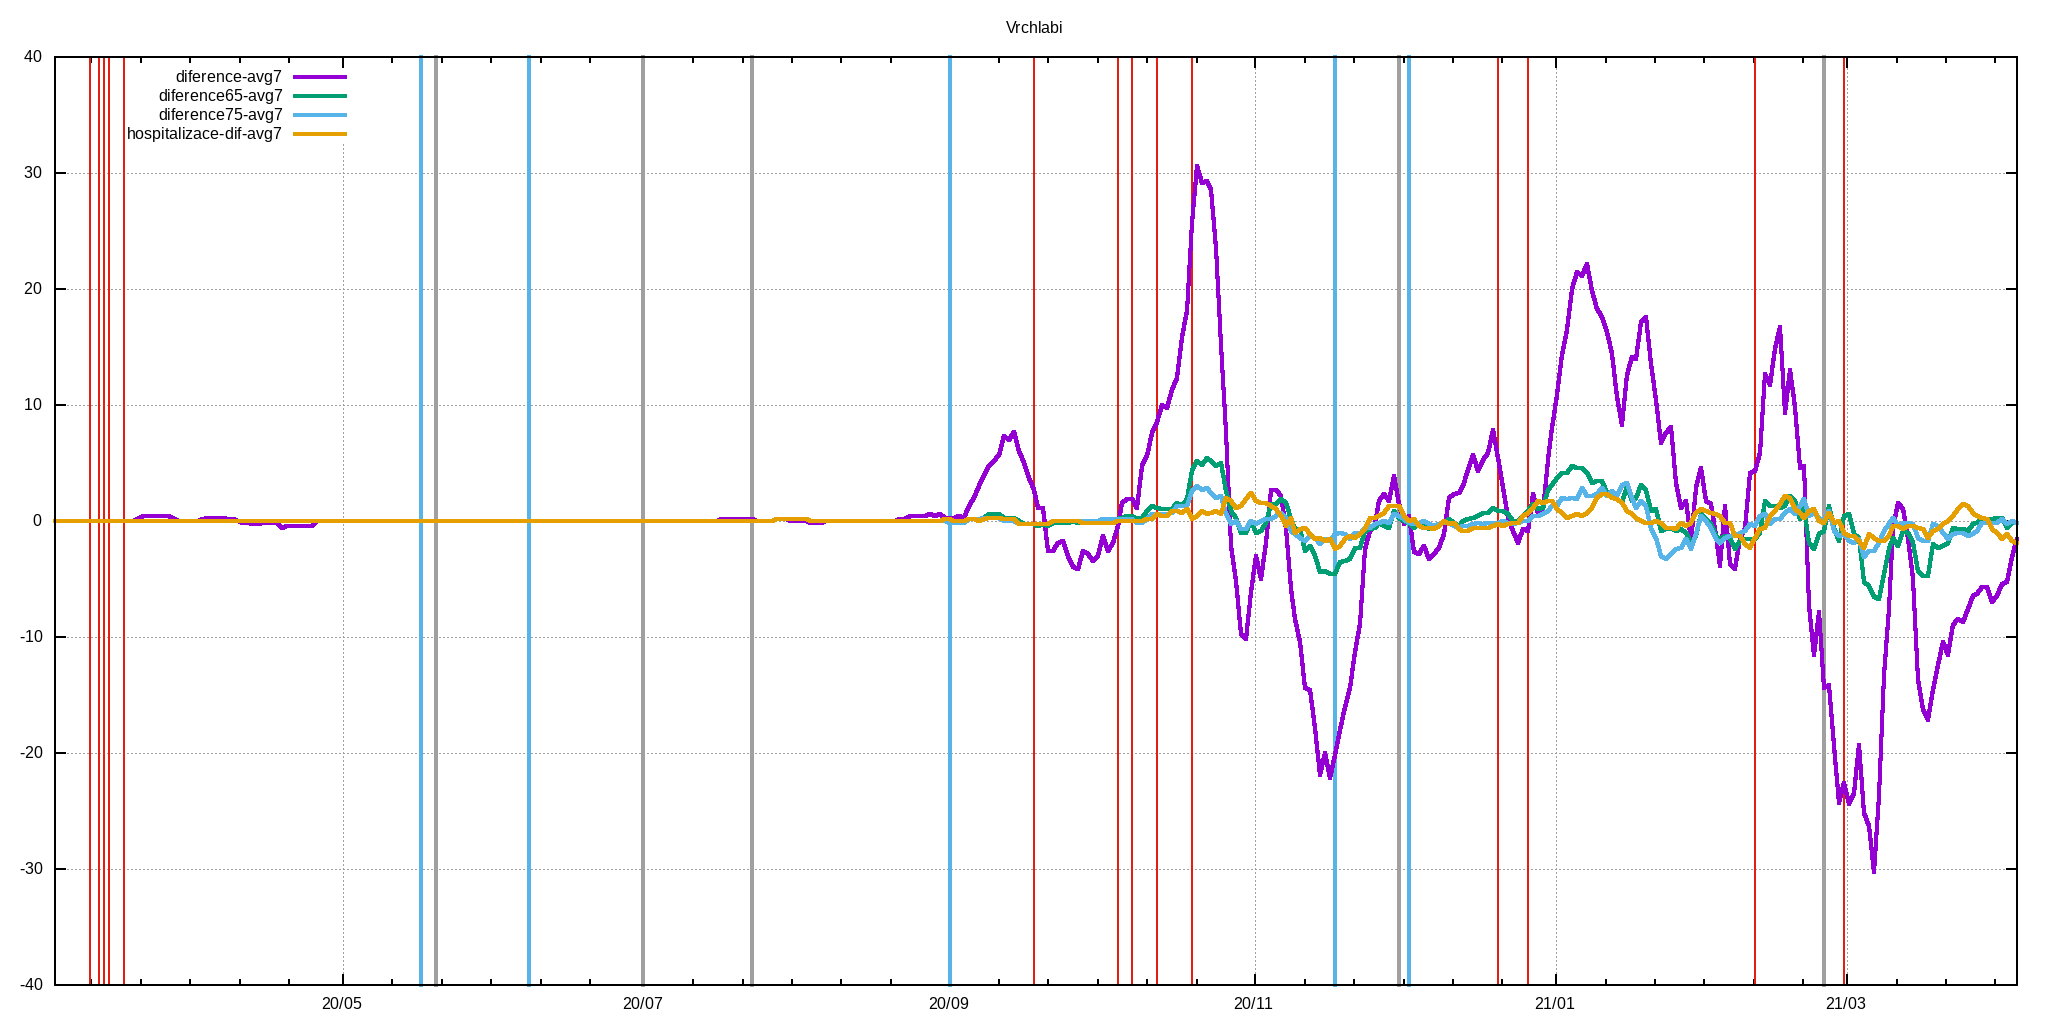 Vrchlabi
diference-avg7
diference65-avg7
diference75-avg7
hospitalizace-dif-avg7
40
30
20
10
0
-10
-20
-30
-40
20/05 20/07 20/09 20/11 21/01 21/03